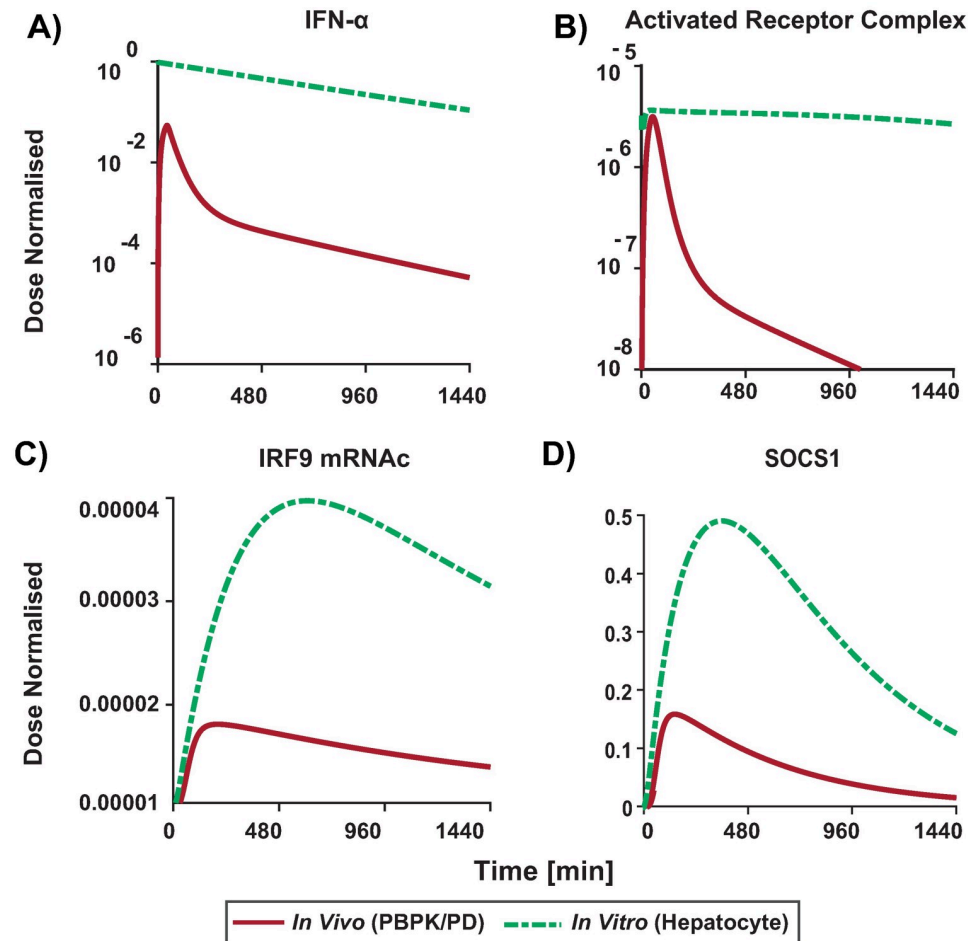 A)
IFN-α
10 0
10 -2
10 -4
10 -6
0 480 960 1440
Dose Normalised
B)
Activated Receptor Complex
10 -5
10 -6
10 -7
10 -8
0 480 960 1440
C)
IRF9 mRNAc
0.00004
0.00003
0.00002
0.00001
0 480 960 1440
Dose Normalised
D)
SOCS1
0.5
0.4
0.3
0.2
0.1
0
0 480 960 1440
Time [min]
In Vivo (PBPK/PD) In Vitro (Hepatocyte)